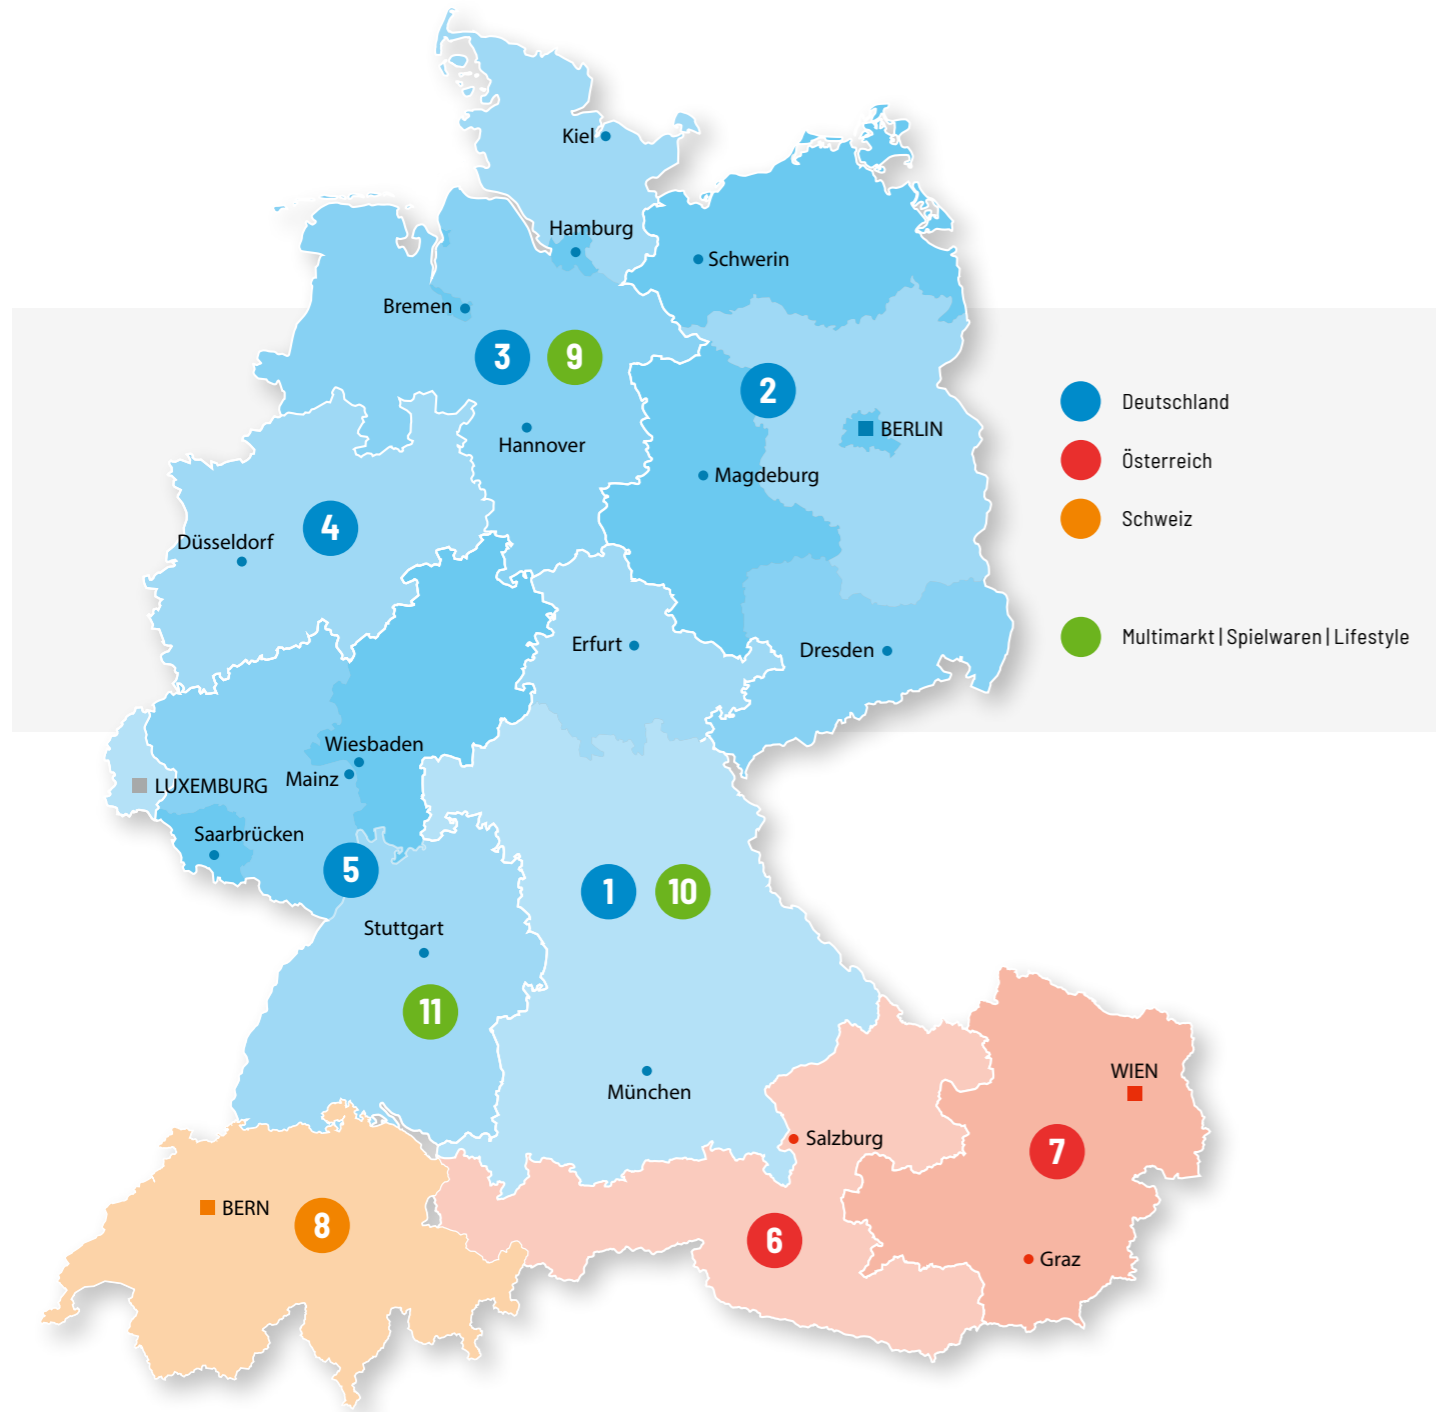 Kiel
Hamburg
Schwerin
Bremen
3
9
2
Deutschland
BERLIN
Hannover
Österreich
Magdeburg
Schweiz
4
Düsseldorf
Erfurt
Dresden
Multimarkt | Spielwaren | Lifestyle
Wiesbaden
Mainz
LUXEMBURG
Saarbrücken
5
1
10
Stuttgart
11
München
WIEN
Salzburg
7
BERN
8
6
Graz